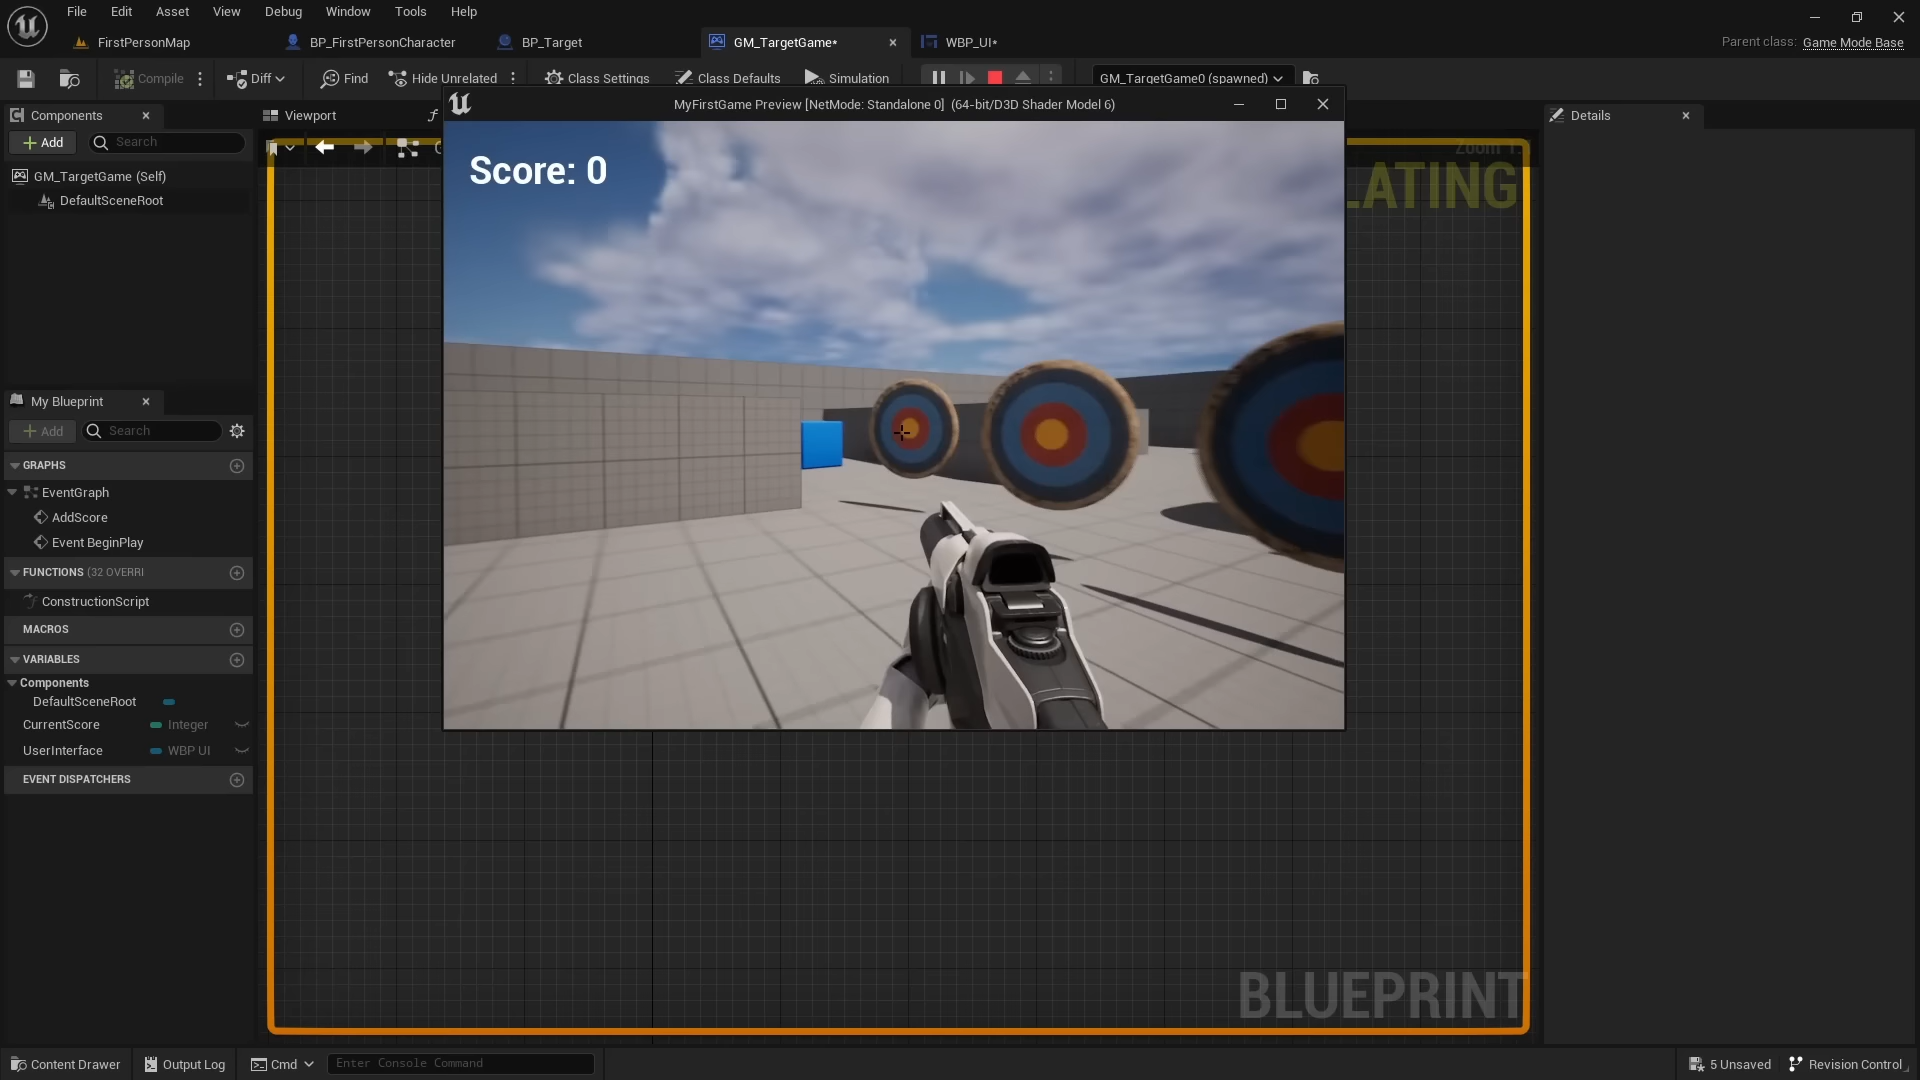 File Edit Asset View Debug Window Tools Help
FirstPersonMap BP_FirstPersonCharacter BP_Target GM_TargetGame* WBP_UI* Parent class: Game Mode Base
Compile Diff Find Hide Unrelated Class Settings Class Defaults Simulation GM_TargetGame0 (spawned)
MyFirstGame Preview [NetMode: Standalone 0] (64-bit/D3D Shader Model 6)
Components Viewport Details
Add Search
Score: 0
Zoom 1:
LATING
GM_TargetGame (Self)
DefaultSceneRoot
My Blueprint
Add Search
GRAPHS
EventGraph
AddScore
Event BeginPlay
FUNCTIONS (32 OVERRI
ConstructionScript
MACROS
VARIABLES
Components
DefaultSceneRoot
CurrentScore Integer
UserInterface WBP UI
EVENT DISPATCHERS
BLUEPRINT
Content Drawer Output Log Cmd Enter Console Command 5 Unsaved Revision Control